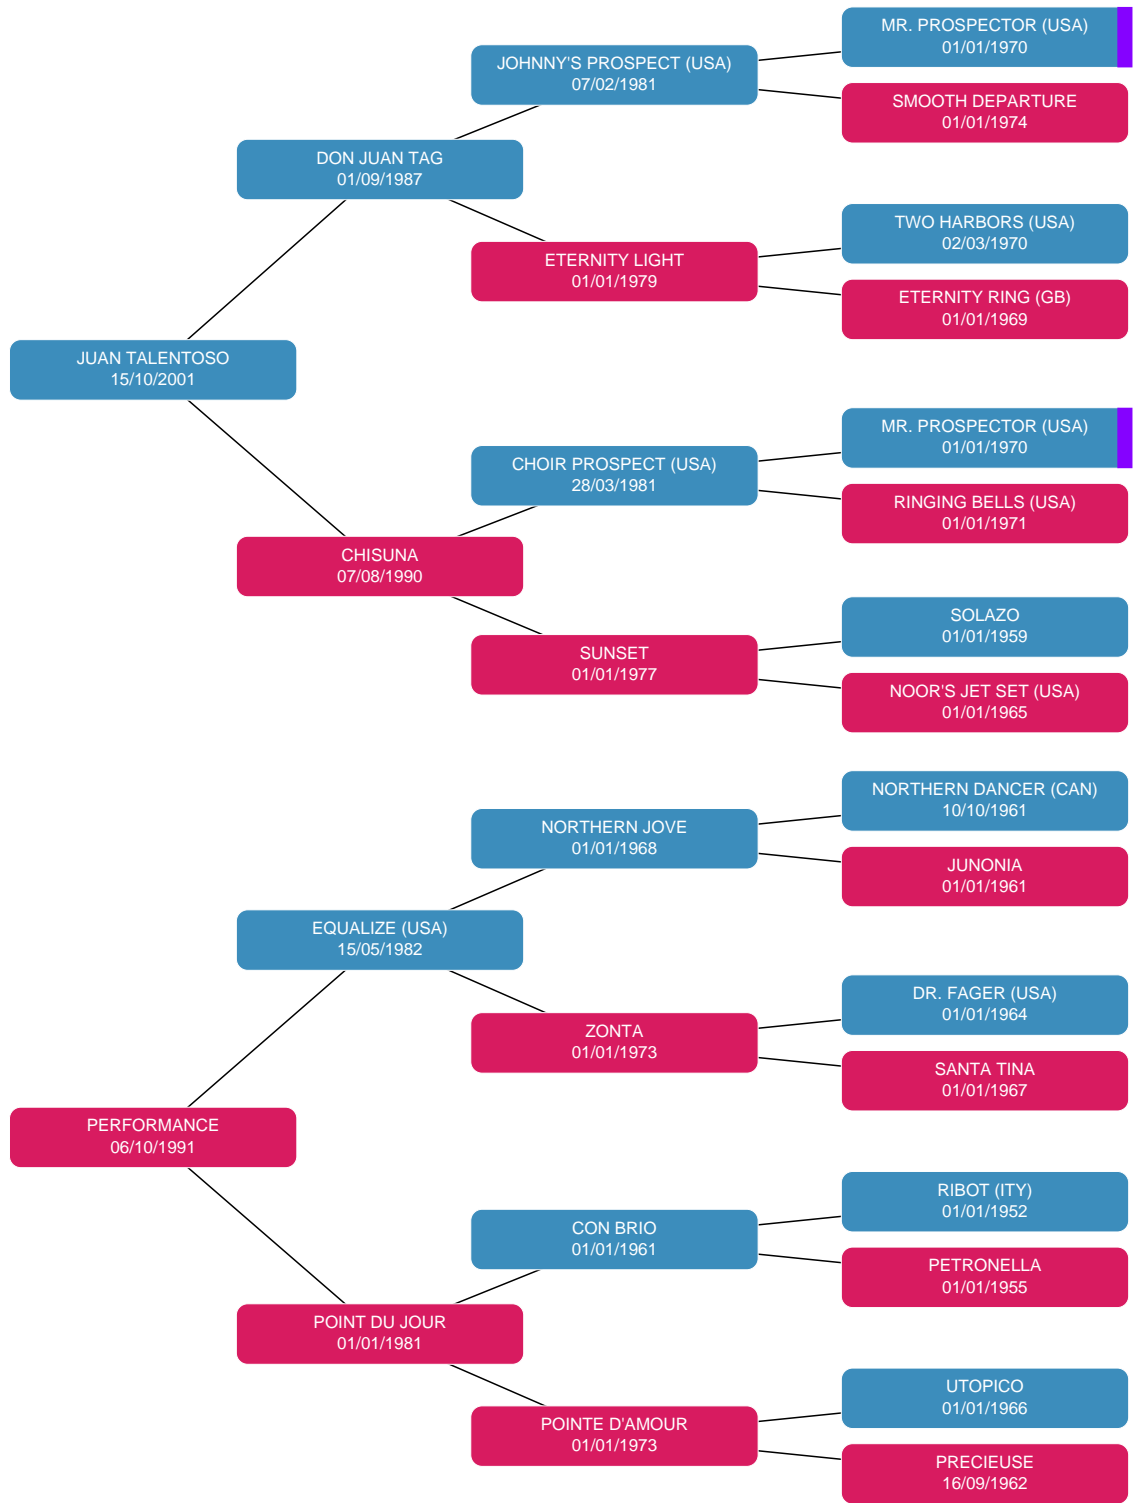 MR. PROSPECTOR (USA)
01/01/1970
JOHNNY'S PROSPECT (USA)
07/02/1981
SMOOTH DEPARTURE
01/01/1974
DON JUAN TAG
01/09/1987
TWO HARBORS (USA)
02/03/1970
ETERNITY LIGHT
01/01/1979
ETERNITY RING (GB)
01/01/1969
JUAN TALENTOSO
15/10/2001
MR. PROSPECTOR (USA)
01/01/1970
CHOIR PROSPECT (USA)
28/03/1981
RINGING BELLS (USA)
01/01/1971
CHISUNA
07/08/1990
SOLAZO
01/01/1959
SUNSET
01/01/1977
NOOR'S JET SET (USA)
01/01/1965
NORTHERN DANCER (CAN)
10/10/1961
NORTHERN JOVE
01/01/1968
JUNONIA
01/01/1961
EQUALIZE (USA)
15/05/1982
DR. FAGER (USA)
01/01/1964
ZONTA
01/01/1973
SANTA TINA
01/01/1967
PERFORMANCE
06/10/1991
RIBOT (ITY)
01/01/1952
CON BRIO
01/01/1961
PETRONELLA
01/01/1955
POINT DU JOUR
01/01/1981
UTOPICO
01/01/1966
POINTE D'AMOUR
01/01/1973
PRECIEUSE
16/09/1962